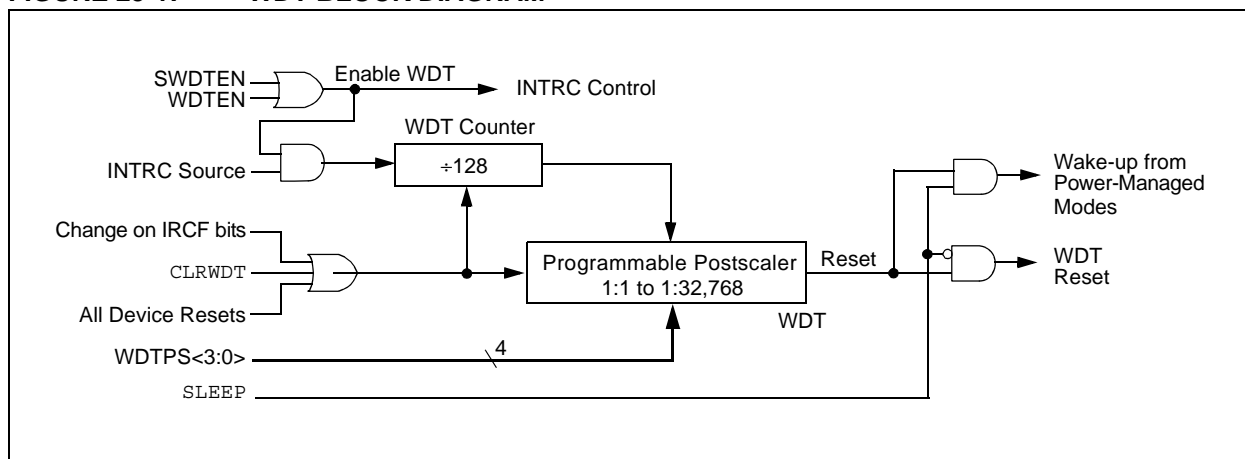 SWDTEN
WDTEN
Enable WDT
INTRC Control
WDT Counter
÷128
INTRC Source
Wake-up from
Power-Managed
Modes
Change on IRCF bits
CLRWDT
All Device Resets
Programmable Postscaler
1:1 to 1:32,768
Reset
WDT
Reset
WDT
WDTPS<3:0>
4
SLEEP